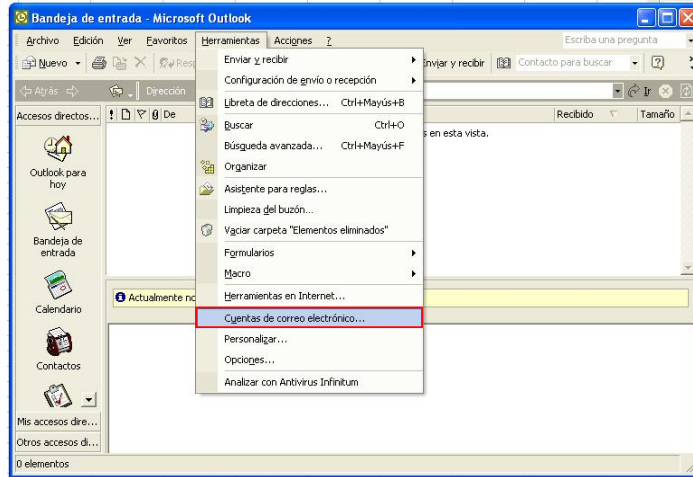 Bandeja de entrada - Microsoft Outlook
Archivo Edición Ver Favoritos Herramientas Acciones ? Escriba una pregunta
Nuevo Resp Enviar y recibir Contacto para buscar
Atrás Dirección Ir
Accesos directos... ! De Recibido Tamaño
s en esta vista.
Outlook para
hoy
Bandeja de
entrada
Calendario
Contactos
Mis accesos dire...
Otros accesos di...
0 elementos
Actualmente no
Enviar y recibir
Configuración de envío o recepción
Libreta de direcciones... Ctrl+Mayús+B
Buscar Ctrl+O
Búsqueda avanzada... Ctrl+Mayús+F
Organizar
Asistente para reglas...
Limpieza del buzón...
Vaciar carpeta "Elementos eliminados"
Formularios
Macro
Herramientas en Internet...
Cuentas de correo electrónico...
Personalizar...
Opciones...
Analizar con Antivirus Infinitum